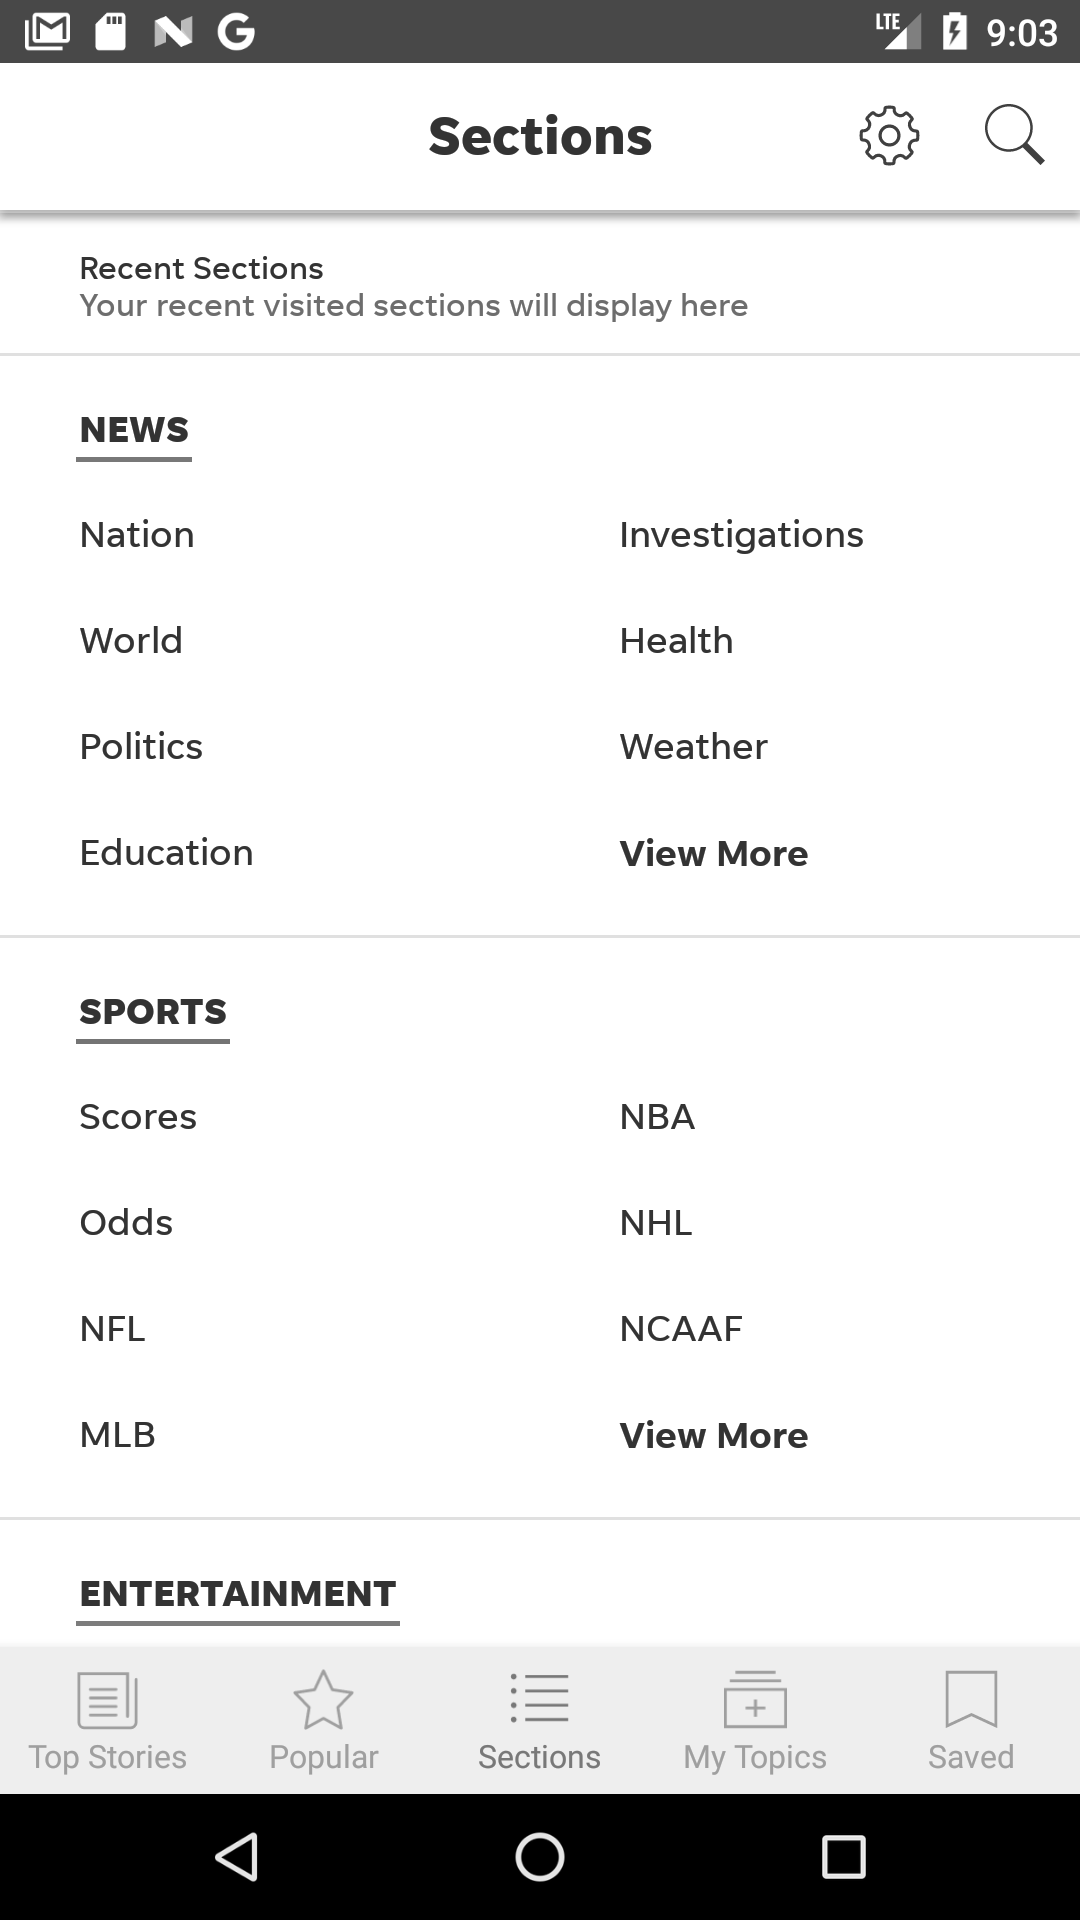 LTE 9:03
Sections
Recent Sections
Your recent visited sections will display here
NEWS
Nation Investigations
World Health
Politics Weather
Education View More
SPORTS
Scores NBA
Odds NHL
NFL NCAAF
MLB View More
ENTERTAINMENT
Top Stories Popular Sections My Topics Saved